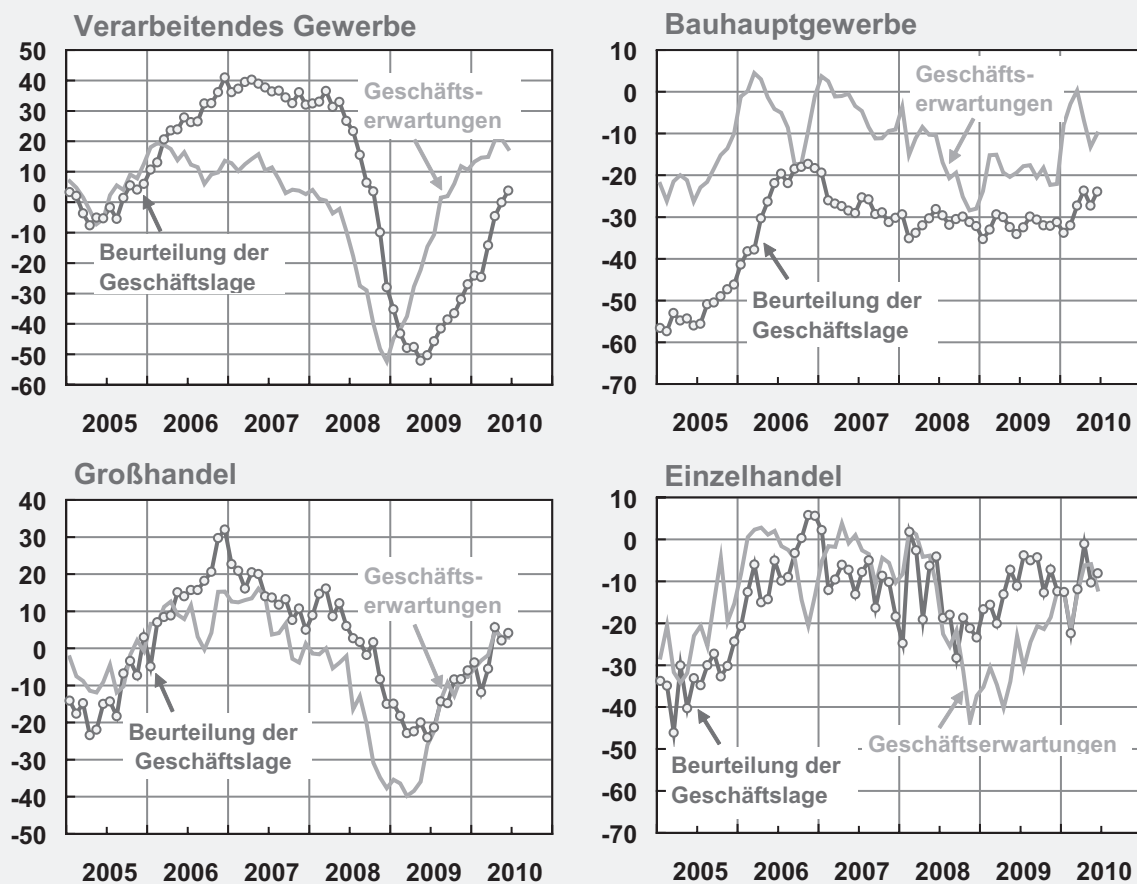 Verarbeitendes Gewerbe
50
40
30
20
10
0
-10
-20
-30
-40
-50
-60
Geschäfts-
erwartungen
Beurteilung der
Geschäftslage
2005 2006 2007 2008 2009 2010
Bauhauptgewerbe
10
0
-10
-20
-30
-40
-50
-60
-70
Geschäfts-
erwartungen
Beurteilung der
Geschäftslage
2005 2006 2007 2008 2009 2010
Großhandel
40
30
20
10
0
-10
-20
-30
-40
-50
Geschäfts-
erwartungen
Beurteilung der
Geschäftslage
2005 2006 2007 2008 2009 2010
Einzelhandel
10
0
-10
-20
-30
-40
-50
-60
-70
Geschäftserwartungen
Beurteilung der
Geschäftslage
2005 2006 2007 2008 2009 2010